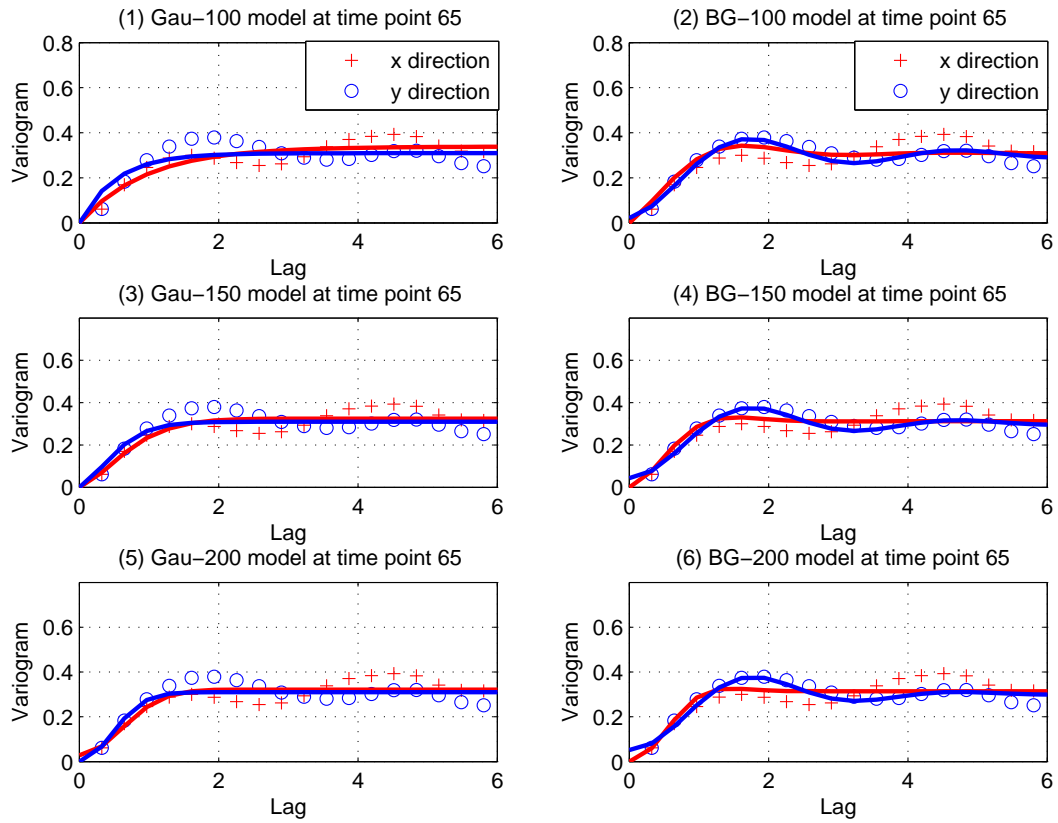 (1) Gau−100 model at time point 65
0.8
0.6
0.4
0.2
0
Variogram
x direction
y direction
0 2 4 6
Lag
(2) BG−100 model at time point 65
0.8
0.6
0.4
0.2
0
Variogram
x direction
y direction
0 2 4 6
Lag
(3) Gau−150 model at time point 65
0.6
0.4
0.2
0
Variogram
0 2 4 6
Lag
(4) BG−150 model at time point 65
0.6
0.4
0.2
0
Variogram
0 2 4 6
Lag
(5) Gau−200 model at time point 65
0.6
0.4
0.2
0
Variogram
0 2 4 6
Lag
(6) BG−200 model at time point 65
0.6
0.4
0.2
0
Variogram
0 2 4 6
Lag